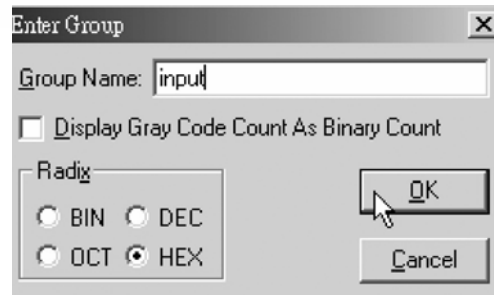 Enter Group
Group Name: input
Display Gray Code Count As Binary Count
Radix
BIN DEC
OCT HEX
OK
Cancel